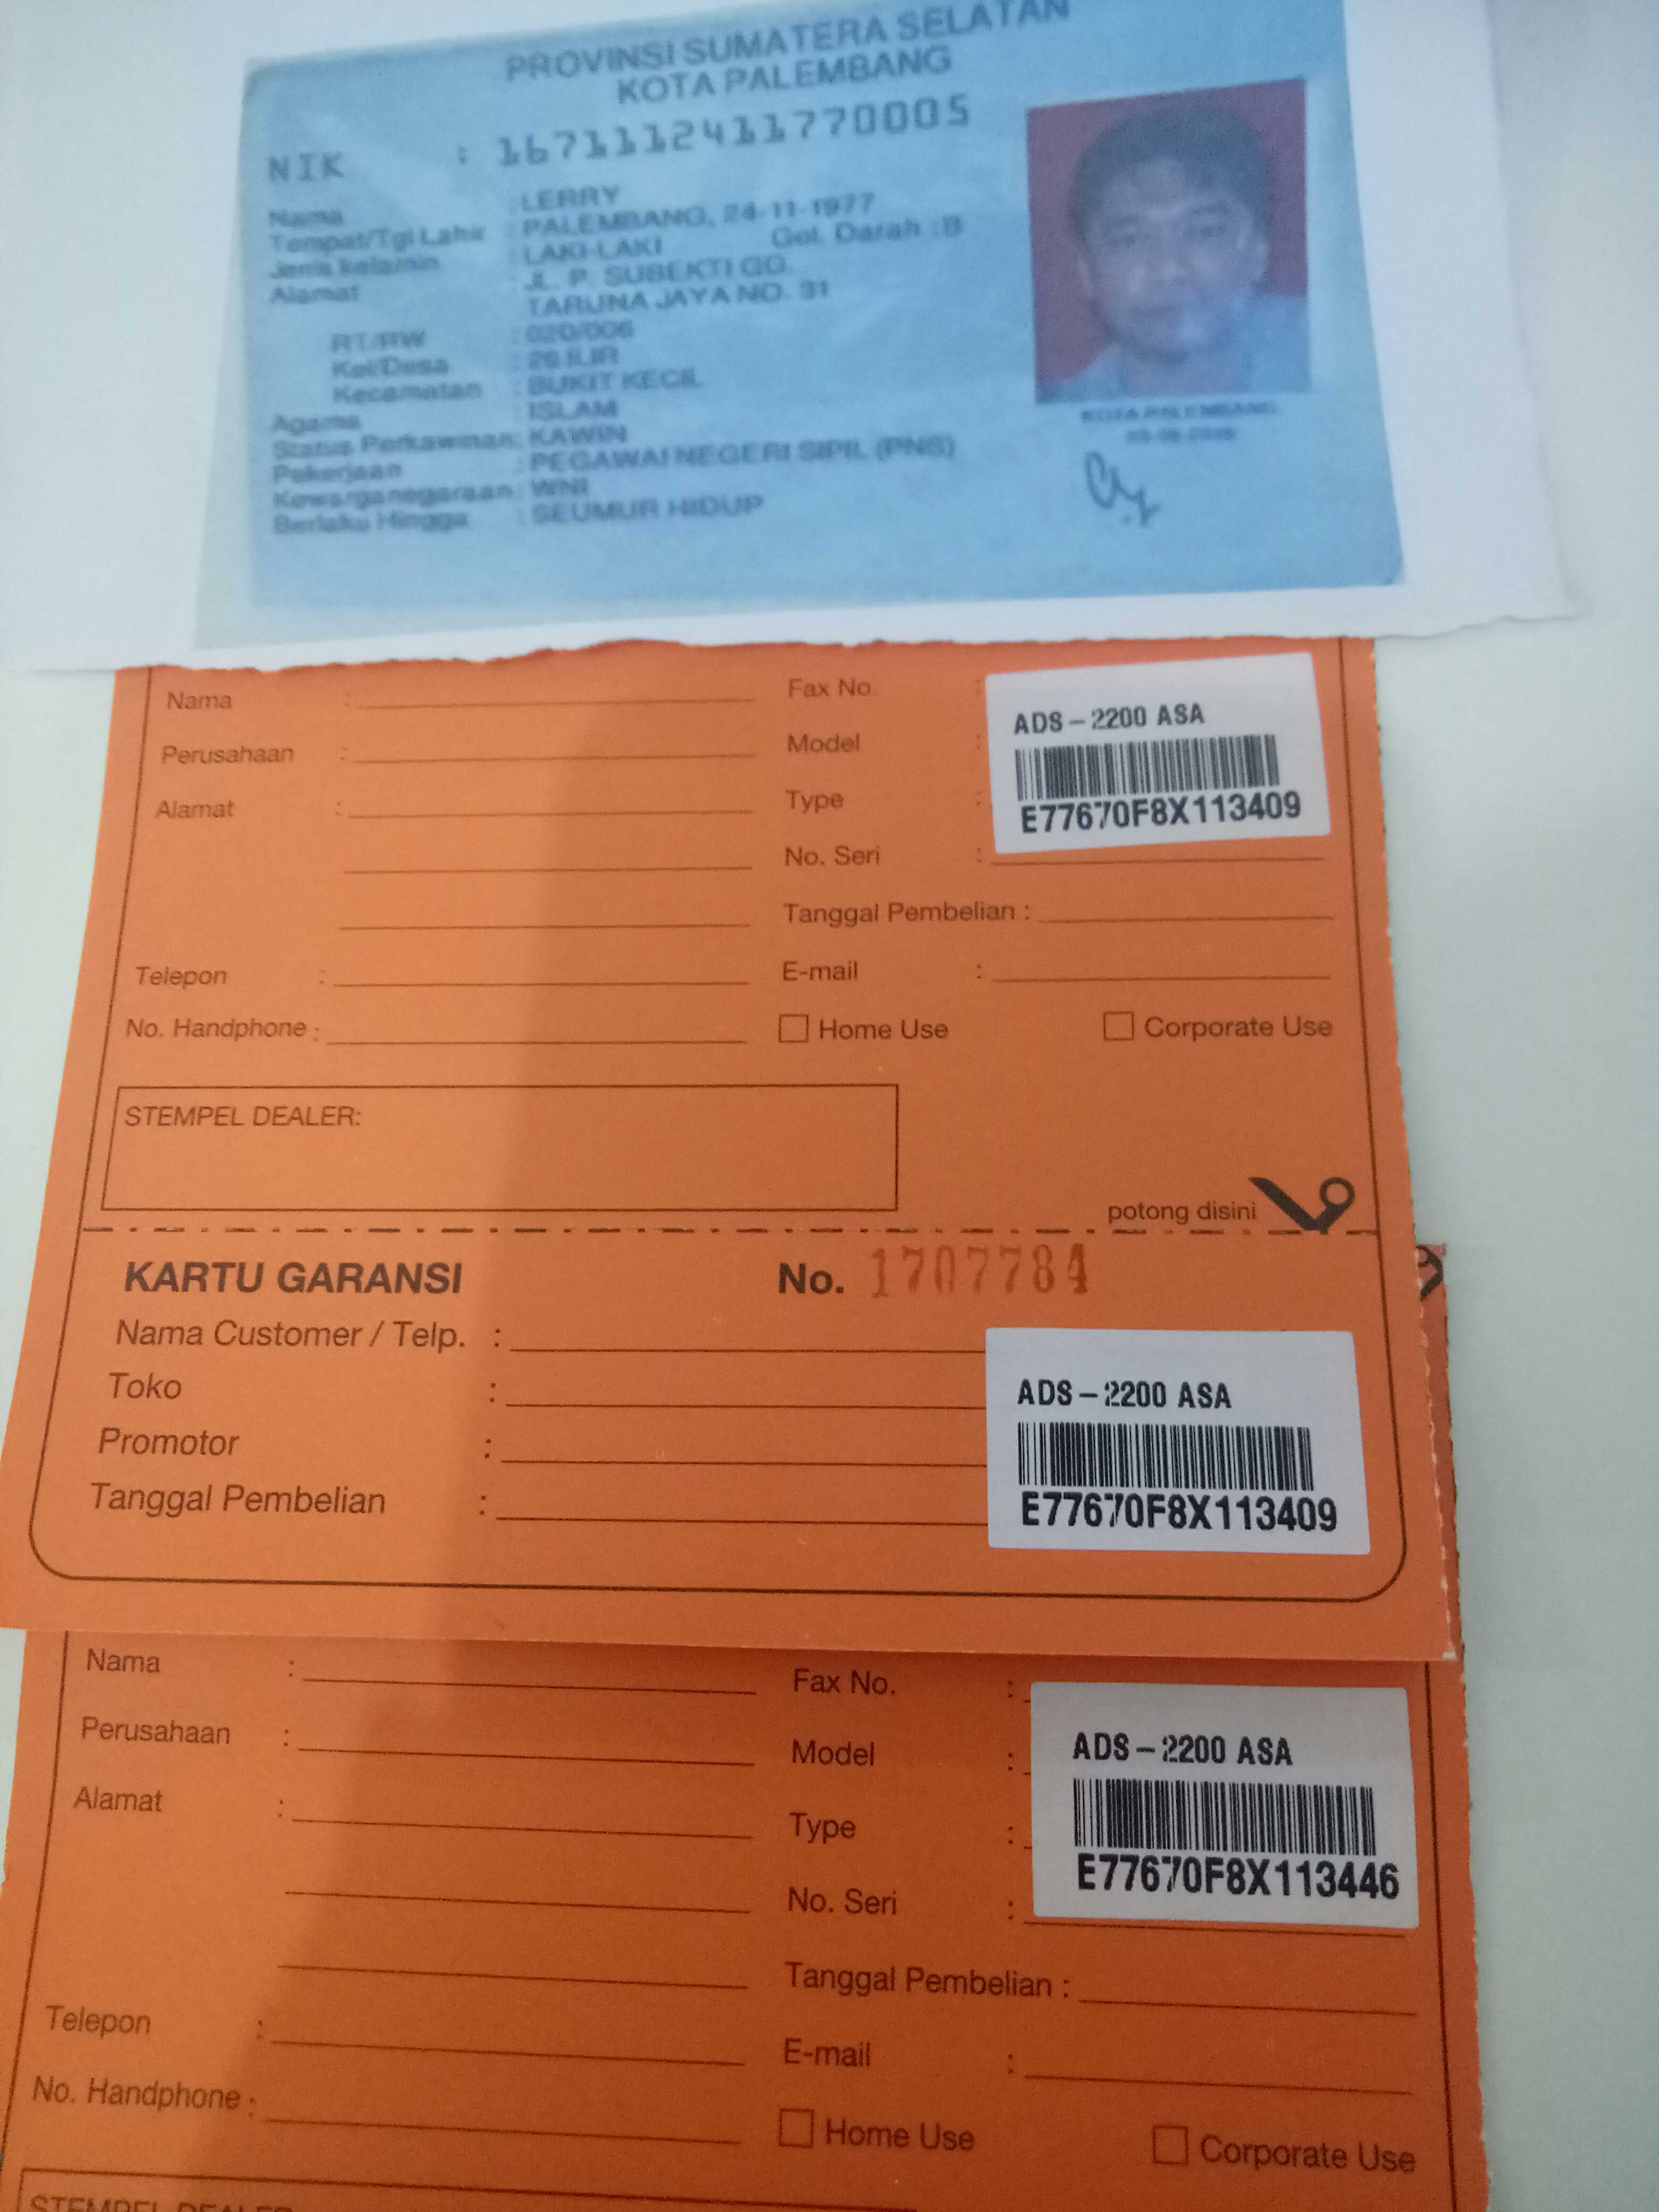 PROVINSI SUMATERA SELATAN
KOTA PALEMBANG
NIK : 1671112411770005
Nama : LERRY
Tempat/Tgl Lahir : PALEMBANG, 24-11-1977
Jenis kelamin : LAKI-LAKI Gol. Darah : B
Alamat : JL. P. SUBEKTI GG.
TARUNA JAYA NO. 31
RT/RW : 020/006
Kel/Desa : 26 ILIR
Kecamatan : BUKIT KECIL
Agama : ISLAM
Status Perkawinan : KAWIN
Pekerjaan : PEGAWAI NEGERI SIPIL (PNS)
Kewarganegaraan : WNI
Berlaku Hingga : SEUMUR HIDUP
KOTA PALEMBANG
Nama : Fax No. :
ADS-2200 ASA
Perusahaan : Model :
Alamat : Type :
E77670F8X113409
No. Seri :
Tanggal Pembelian :
Telepon : E-mail :
No. Handphone : Home Use Corporate Use
STEMPEL DEALER:
potong disini
KARTU GARANSI No. 1707784
Nama Customer / Telp. :
Toko :
ADS-2200 ASA
Promotor :
Tanggal Pembelian :
E77670F8X113409
Nama : Fax No. :
Perusahaan : Model :
ADS-2200 ASA
Alamat : Type :
E77670F8X113446
No. Seri :
Tanggal Pembelian :
Telepon : E-mail :
No. Handphone : Home Use Corporate Use
STEMPEL DEALER